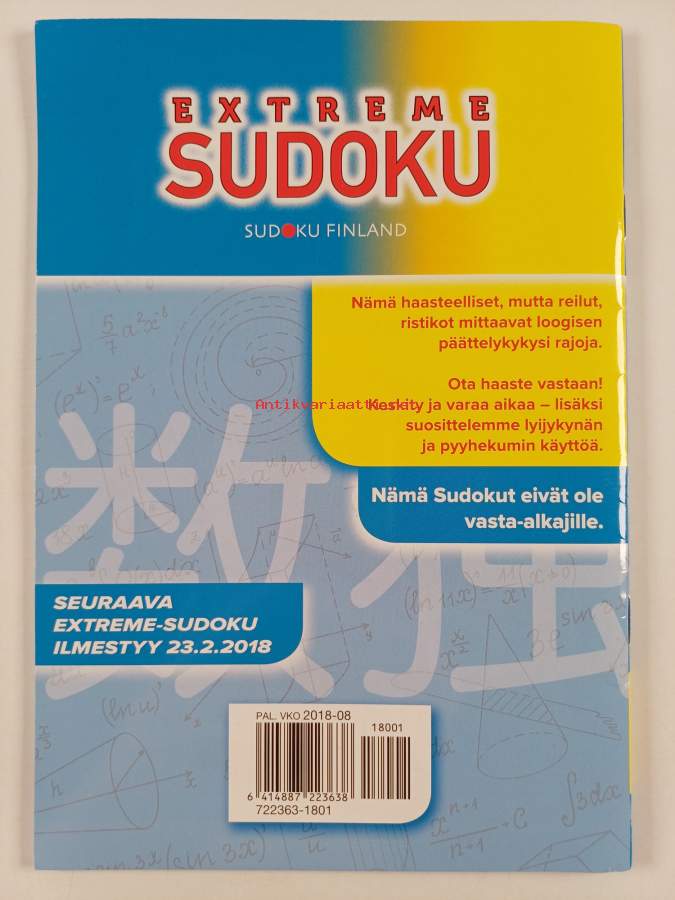 EXTREME
SUDOKU
SUDOKU FINLAND
Nämä haasteelliset, mutta reilut,
ristikot mittaavat loogisen
päättelykykysi rajoja.
Ota haaste vastaan!
Keskity ja varaa aikaa – lisäksi
suosittelemme lyijykynän
ja pyyhekumin käyttöä.
Nämä Sudokut eivät ole
vasta-alkajille.
SEURAAVA
EXTREME-SUDOKU
ILMESTYY 23.2.2018
PAL. VKO 2018-08
18001
6 414887 223638
722363-1801
数独